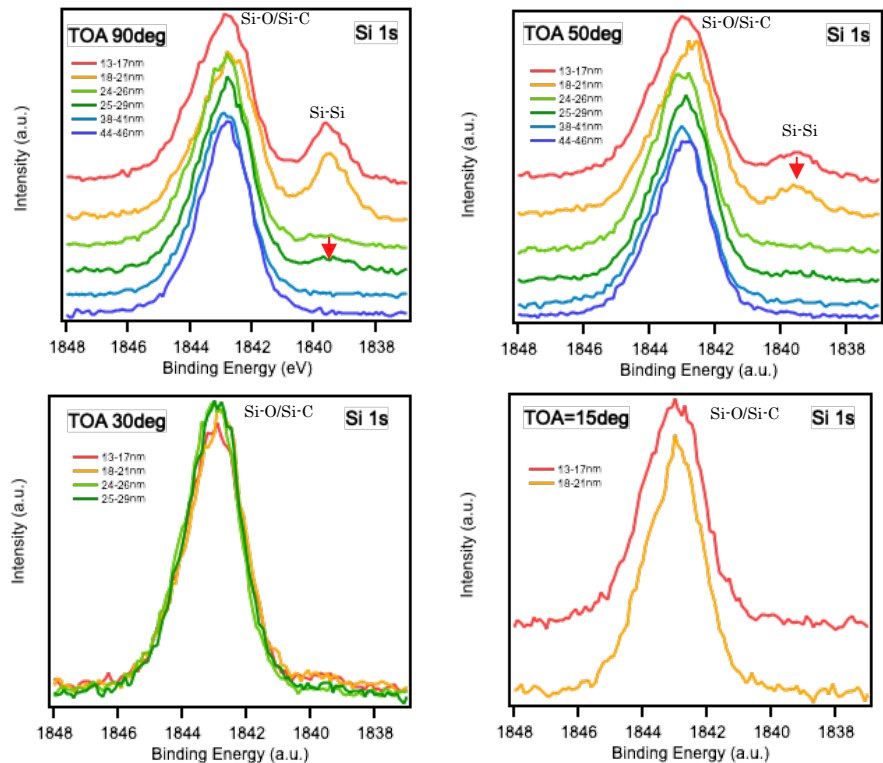 Si-O/Si-C
TOA 90deg
Si 1s
13-17nm
18-21nm
24-26nm
25-29nm
38-41nm
44-46nm
Si-Si
Intensity (a.u.)
1848 1846 1844 1842 1840 1838
Binding Energy (eV)
Si-O/Si-C
TOA 50deg
Si 1s
13-17nm
18-21nm
24-26nm
25-29nm
38-41nm
44-46nm
Si-Si
Intensity (a.u.)
1848 1846 1844 1842 1840 1838
Binding Energy (a.u.)
Si-O/Si-C
TOA 30deg
Si 1s
13-17nm
18-21nm
24-26nm
25-29nm
Intensity (a.u.)
1848 1846 1844 1842 1840 1838
Binding Energy (a.u.)
Si-O/Si-C
TOA=15deg
Si 1s
13-17nm
18-21nm
Intensity (a.u.)
1848 1846 1844 1842 1840 1838
Binding Energy (a.u.)